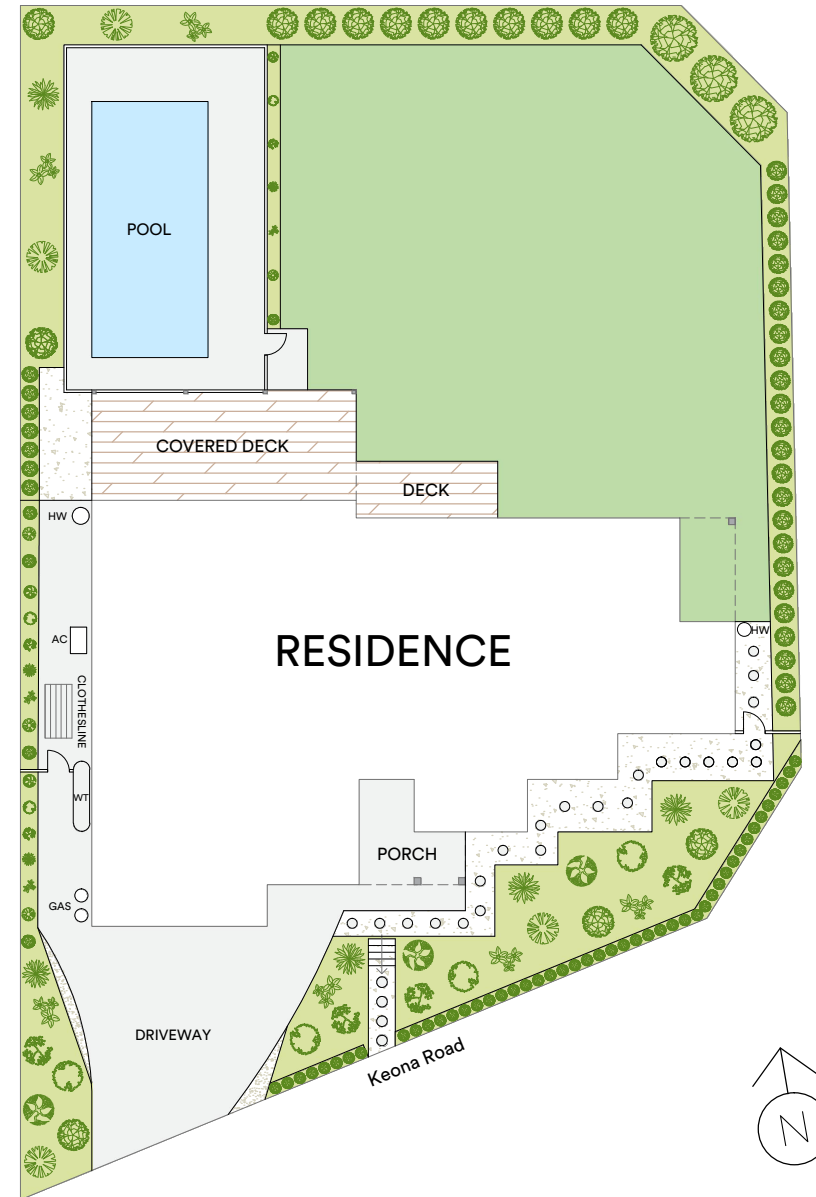 POOL
COVERED DECK
DECK
HW
RESIDENCE
HW
AC
CLOTHESLINE
WT
PORCH
GAS
DRIVEWAY
Keona Road
N